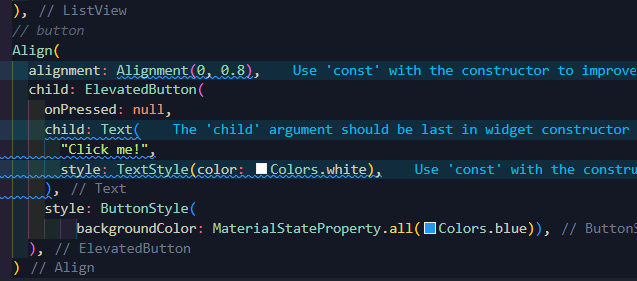 ), // ListView
// button
Align(
alignment: Alignment(0, 0.8), Use 'const' with the constructor to improve
child: ElevatedButton(
onPressed: null,
child: Text( The 'child' argument should be last in widget constructor
"Click me!",
style: TextStyle(color: Colors.white), Use 'const' with the constru
), // Text
style: ButtonStyle(
backgroundColor: MaterialStateProperty.all(Colors.blue)), // ButtonS
), // ElevatedButton
) // Align